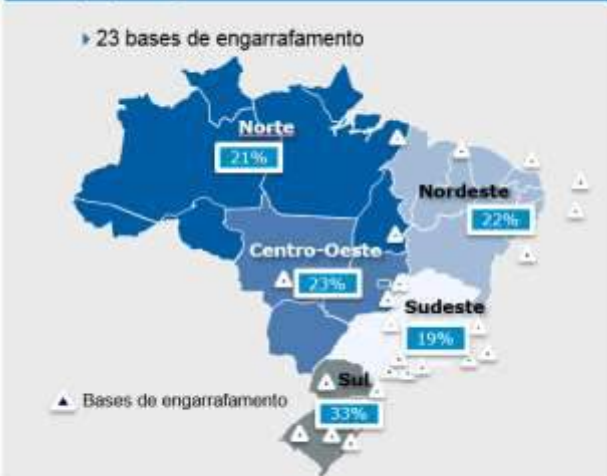 23 bases de engarrafamento
Norte
21%
Nordeste
22%
Centro-Oeste
23%
Sudeste
19%
Sul
33%
Bases de engarrafamento